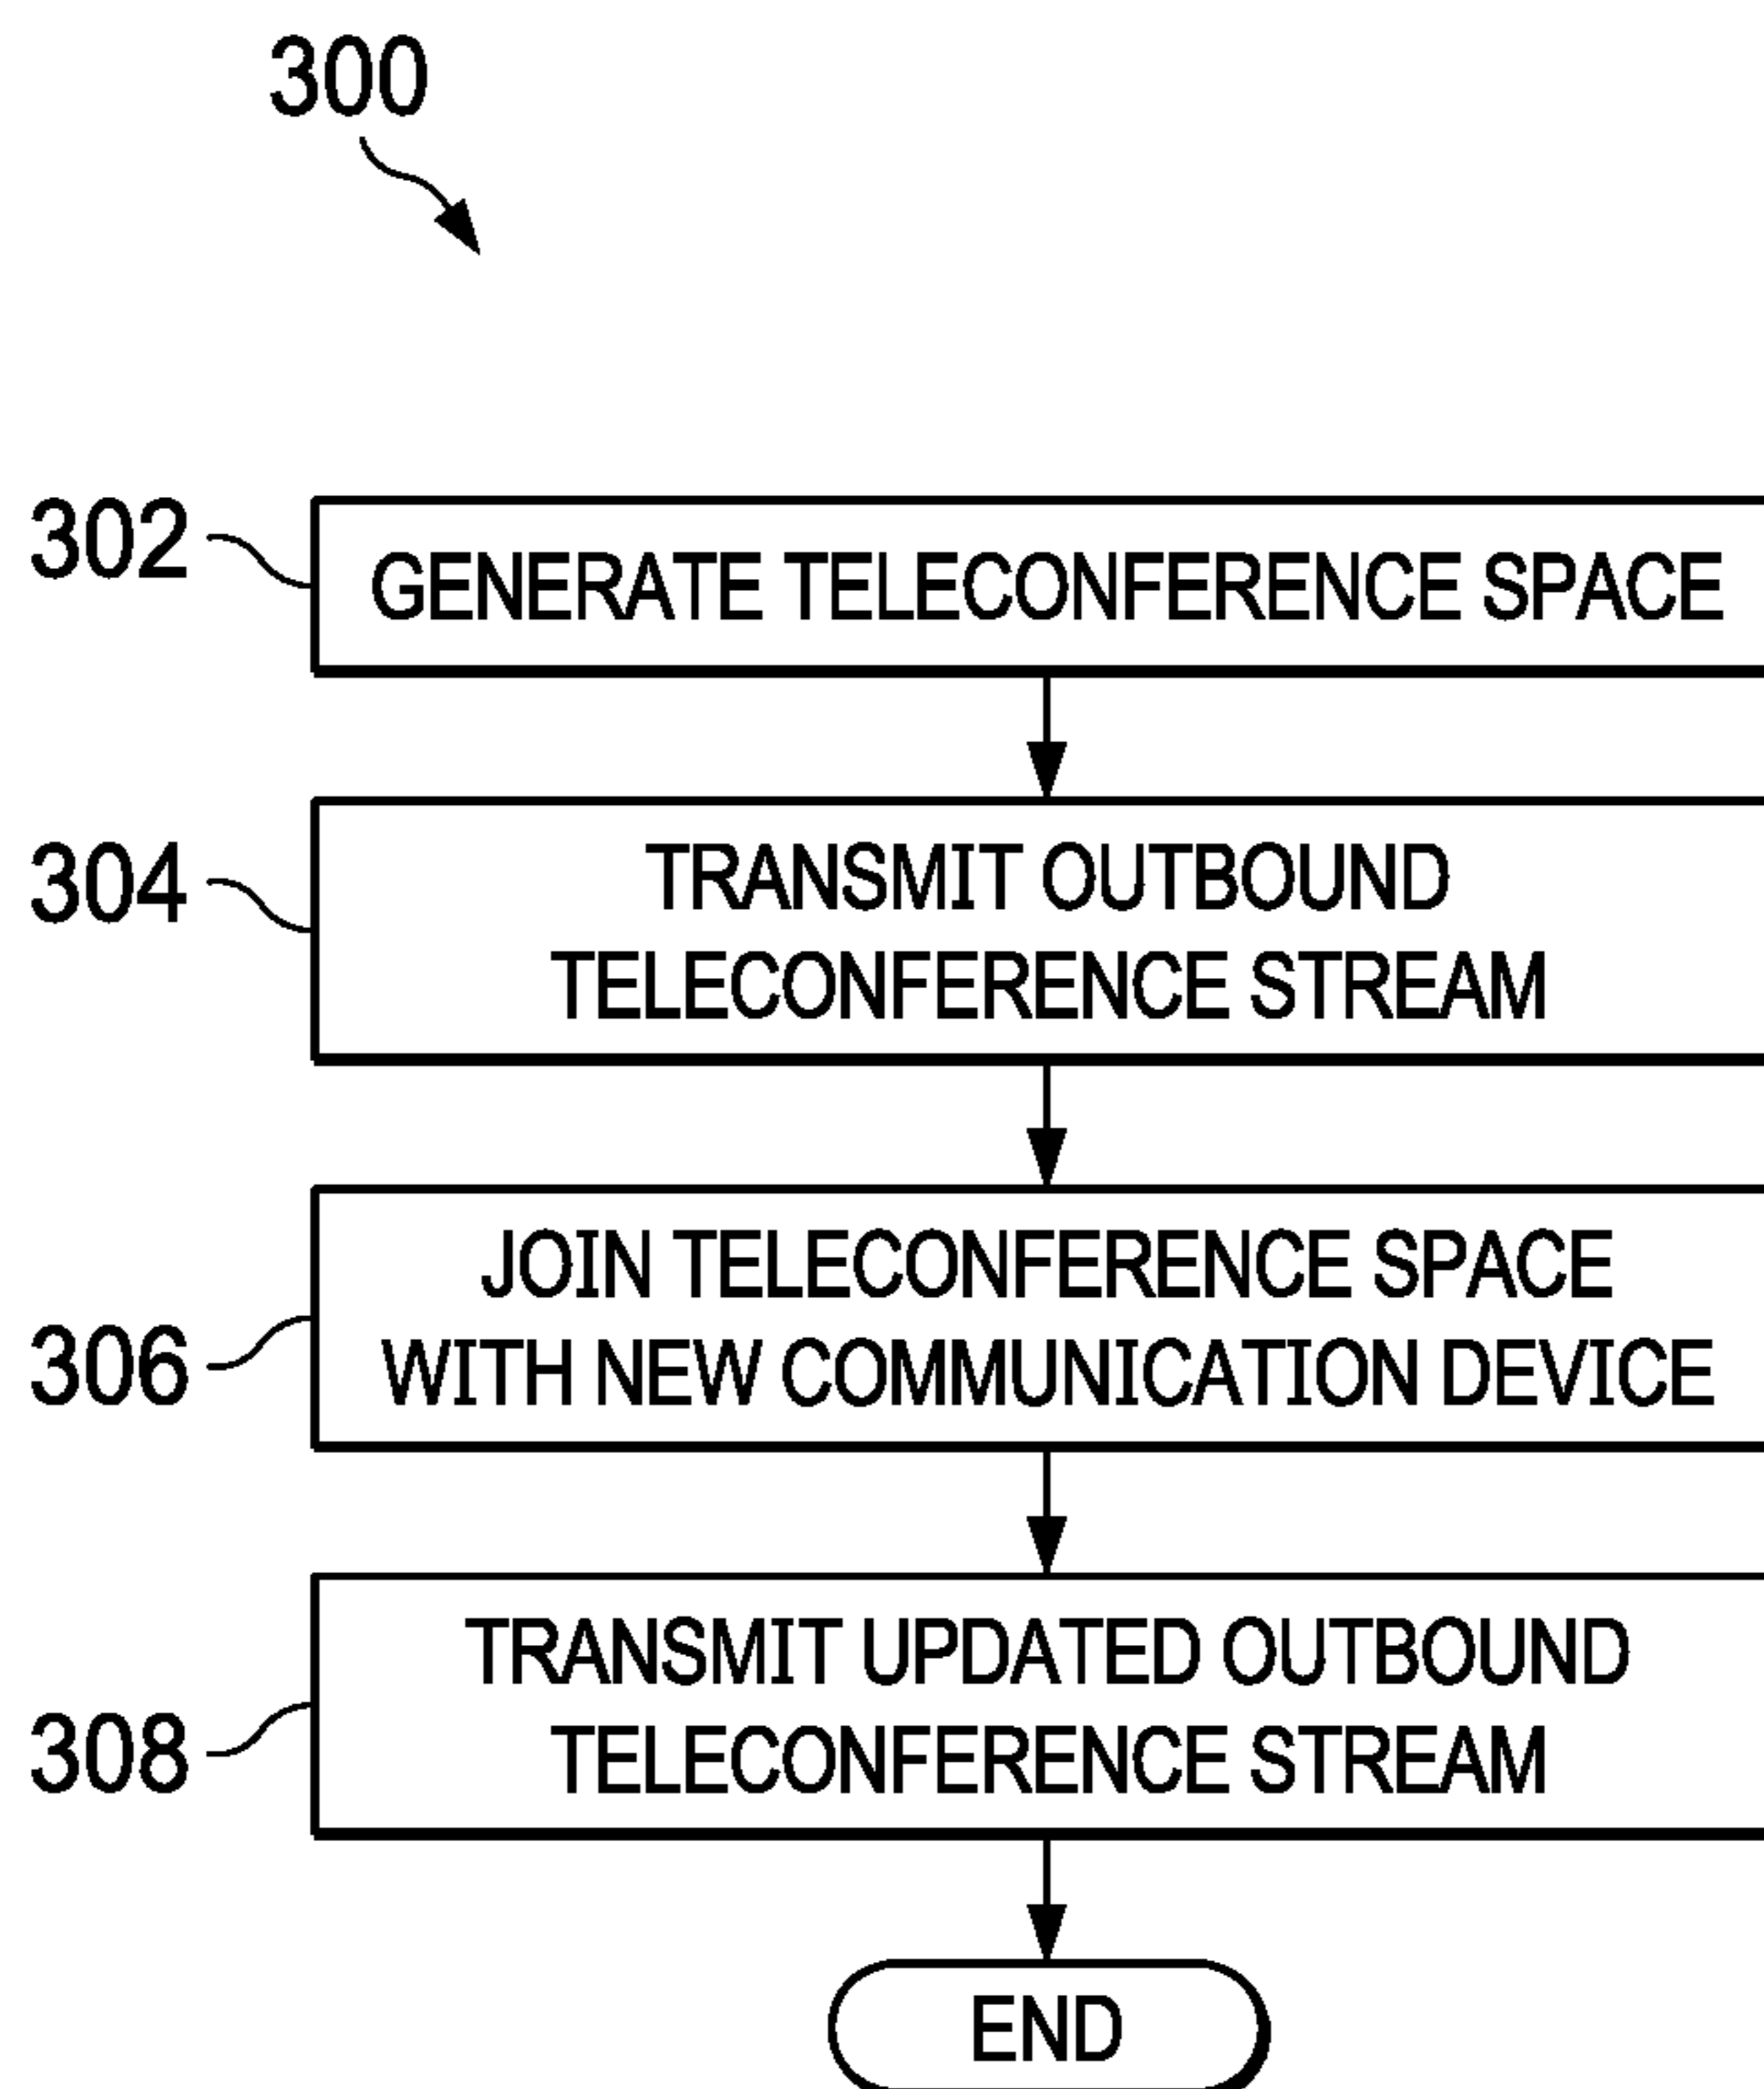 300
302
GENERATE TELECONFERENCE SPACE
304
TRANSMIT OUTBOUND
TELECONFERENCE STREAM
306
JOIN TELECONFERENCE SPACE
WITH NEW COMMUNICATION DEVICE
308
TRANSMIT UPDATED OUTBOUND
TELECONFERENCE STREAM
END